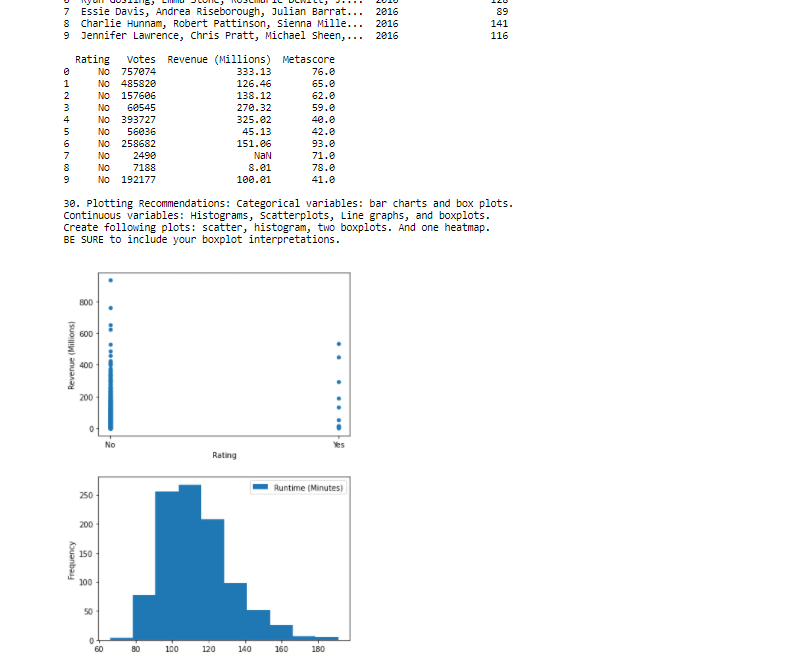 7 Essie Davis, Andrea Riseborough, Julian Barrat... 2016 89
8 Charlie Hunnam, Robert Pattinson, Sienna Mille... 2016 141
9 Jennifer Lawrence, Chris Pratt, Michael Sheen,... 2016 116
Rating Votes Revenue (Millions) Metascore
0 No 757074 333.13 76.0
1 No 485820 126.46 65.0
2 No 157606 138.12 62.0
3 No 60545 270.32 59.0
4 No 393727 325.02 40.0
5 No 56036 45.13 42.0
6 No 258682 151.06 93.0
7 No 2490 NaN 71.0
8 No 7188 8.01 78.0
9 No 192177 100.01 41.0
30. Plotting Recommendations: Categorical variables: bar charts and box plots.
Continuous variables: Histograms, Scatterplots, Line graphs, and boxplots.
Create following plots: scatter, histogram, two boxplots. And one heatmap.
BE SURE to include your boxplot interpretations.
800
600
400
200
0
Revenue (Millions)
No Yes
Rating
Runtime (Minutes)
250
200
150
100
50
0
Frequency
60 80 100 120 140 160 180